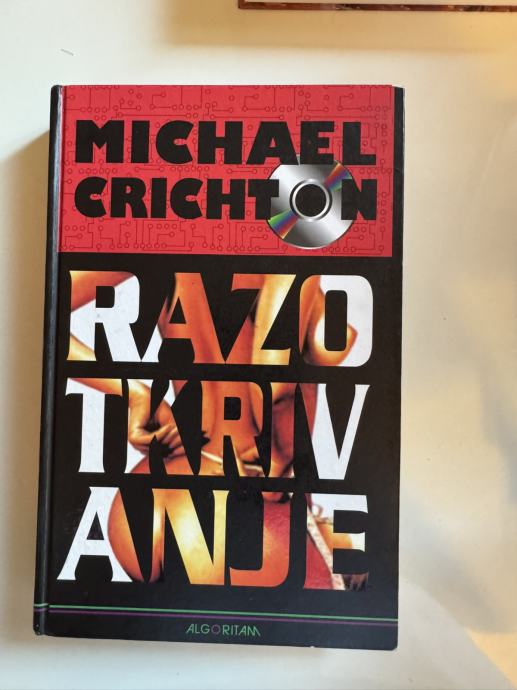 MICHAEL
CRICHTON
RAZO
TKRIV
ANJE
ALGORITAM